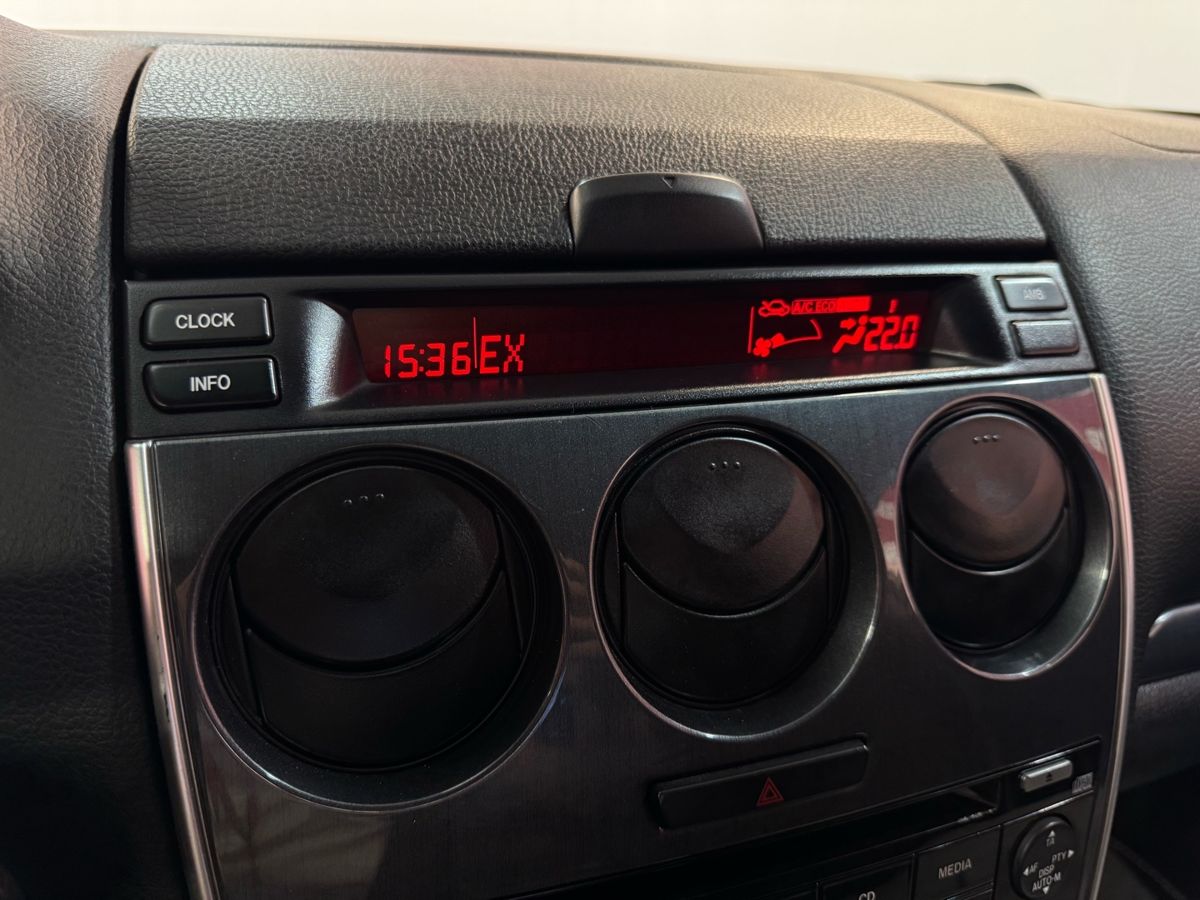 CLOCK
INFO
15:36 EX
A/C ECO
22.0
AMB
MEDIA
CD
TA
AF
PTY
DISP
AUTO-M